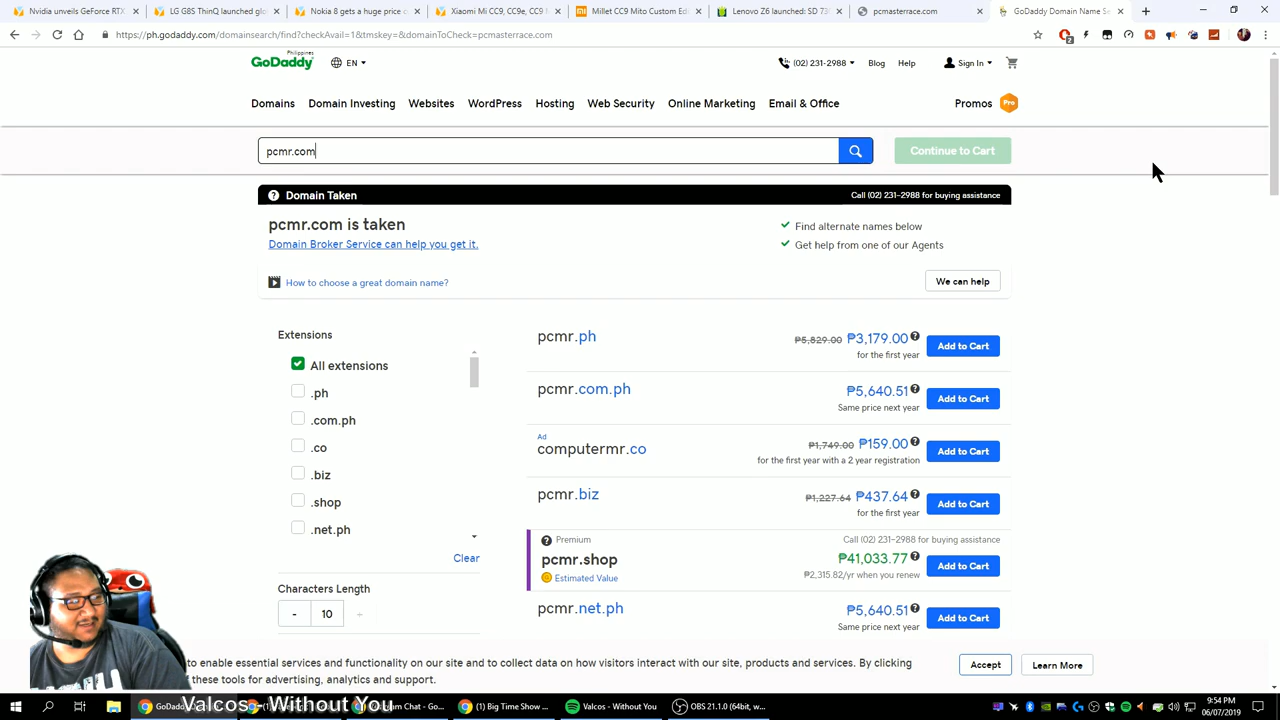 Nvidia unveils GeForce RTX
LG G8S ThinQ launched glo
Nokia 8 gets a huge price c
Xiaomi Mi CC9, CC9e, CC9
Millet CC9 Mito Custom Edi
Lenovo Z6 launched: SD 73
pcmasterrace.com
GoDaddy Domain Name Se
https://ph.godaddy.com/domainsearch/find?checkAvail=1&tmskey=&domainToCheck=pcmasterrace.com
2
Philippines
GoDaddy
EN
(02) 231-2988
Blog
Help
Sign In
Domains
Domain Investing
Websites
WordPress
Hosting
Web Security
Online Marketing
Email & Office
Promos
Pro
pcmr.com
Continue to Cart
Domain Taken
Call (02) 231-2988 for buying assistance
pcmr.com is taken
Domain Broker Service can help you get it.
Find alternate names below
Get help from one of our Agents
How to choose a great domain name?
We can help
Extensions
All extensions
.ph
.com.ph
.co
.biz
.shop
.net.ph
Clear
Characters Length
- 10 +
pcmr.ph
₱5,829.00 ₱3,179.00
for the first year
Add to Cart
pcmr.com.ph
₱5,640.51
Same price next year
Add to Cart
Ad
computermr.co
₱1,749.00 ₱159.00
for the first year with a 2 year registration
Add to Cart
pcmr.biz
₱1,227.64 ₱437.64
for the first year
Add to Cart
Premium
Call (02) 231-2988 for buying assistance
pcmr.shop
₱41,033.77
Estimated Value
₱2,315.82/yr when you renew
Add to Cart
pcmr.net.ph
₱5,640.51
Same price next year
Add to Cart
to enable essential services and functionality on our site and to collect data on how visitors interact with our site, products and services. By clicking
these tools for advertising, analytics and support.
Accept
Learn More
Valcos - Without Yo
GoDadd
m Chat - Go...
(1) Big Time Show ...
Valcos - Without You
OBS 21.0.1 (64bit, w...
9:54 PM
06/07/2019